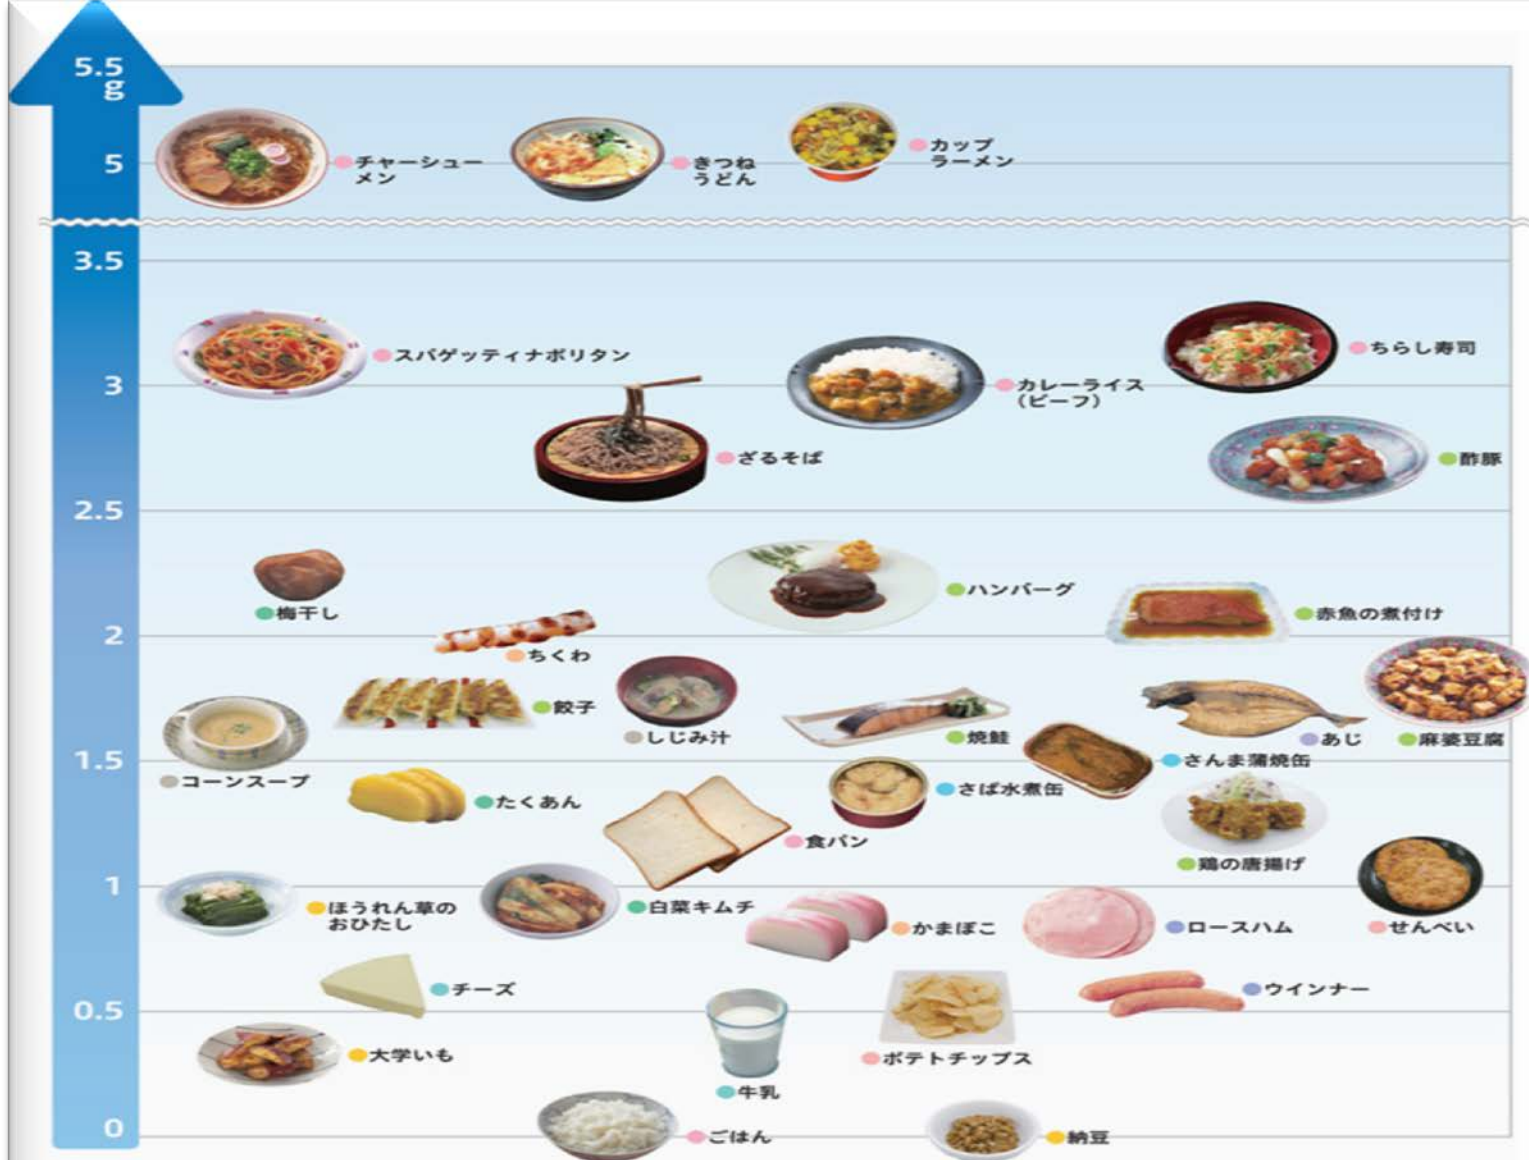 5.5
g
チャーシュー
メン
きつね
うどん
カップ
ラーメン
5
3.5
スパゲッティナポリタン
ちらし寿司
3
カレーライス
（ビーフ）
ざるそば
酢豚
2.5
ハンバーグ
梅干し
赤魚の煮付け
2
ちくわ
餃子
しじみ汁
焼鮭
あじ
麻婆豆腐
1.5
コーンスープ
さんま蒲焼缶
たくあん
さば水煮缶
食パン
鶏の唐揚げ
1
ほうれん草の
おひたし
白菜キムチ
かまぼこ
ロースハム
せんべい
チーズ
ウインナー
0.5
大学いも
ポテトチップス
牛乳
0
ごはん
納豆